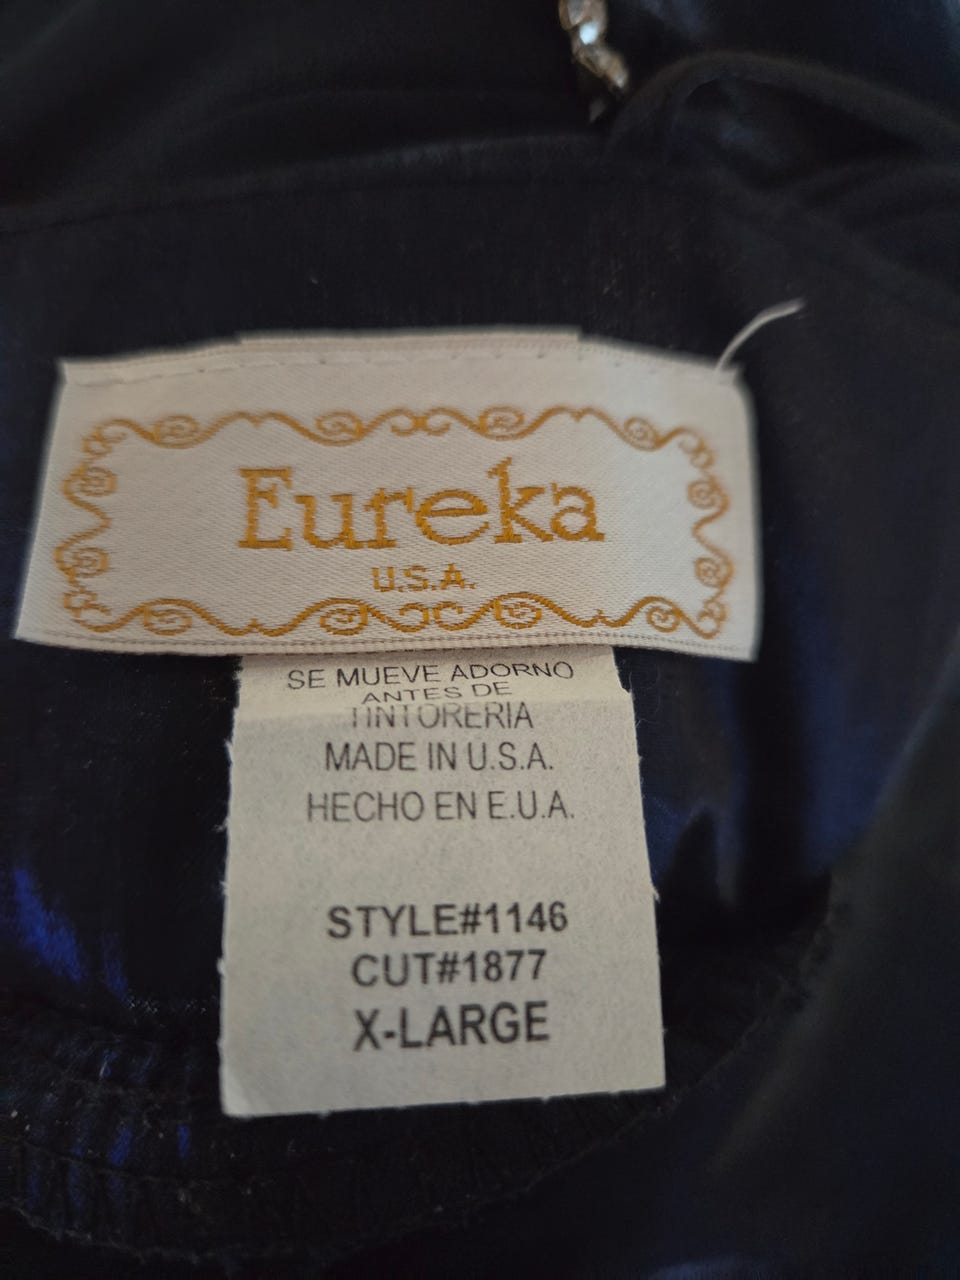 Eureka
U.S.A.
SE MUEVE ADORNO
ANTES DE
TINTORERIA
MADE IN U.S.A.
HECHO EN E.U.A.
STYLE#1146
CUT#1877
X-LARGE